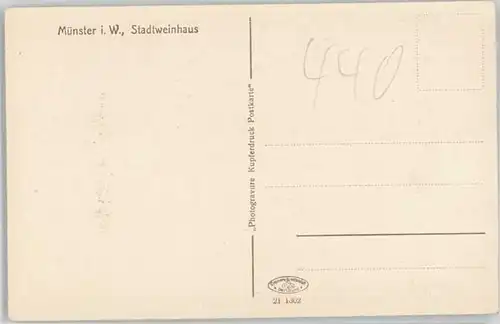 Münster i. W., Stadtweinhaus
440
„Photogravure Kupferdruck Postkarte"
21 1302